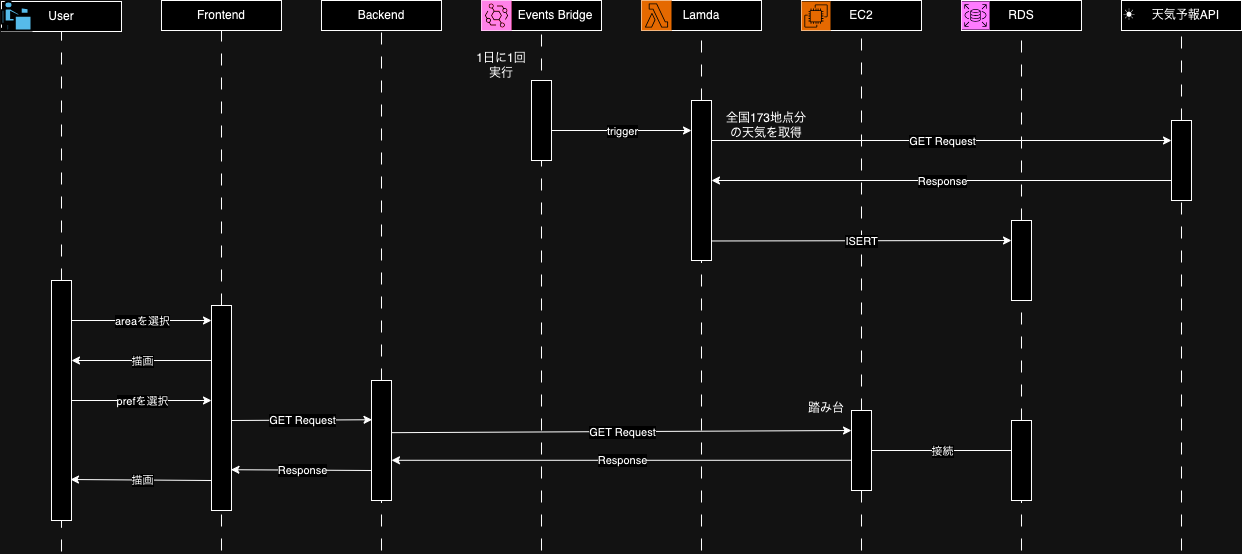 User
Frontend
Backend
Events Bridge
Lamda
EC2
RDS
天気予報API
1日に1回
実行
trigger
全国173地点分
の天気を取得
GET Request
Response
ISERT
areaを選択
描画
prefを選択
GET Request
踏み台
GET Request
接続
Response
Response
描画